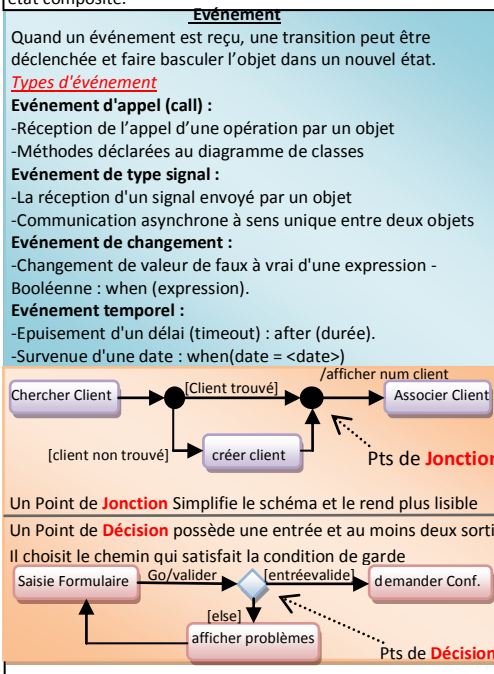 état composite.
Evénement
Quand un événement est reçu, une transition peut être
déclenchée et faire basculer l'objet dans un nouvel état.
Types d'événement
Evénement d'appel (call) :
-Réception de l'appel d'une opération par un objet
-Méthodes déclarées au diagramme de classes
Evénement de type signal :
-La réception d'un signal envoyé par un objet
-Communication asynchrone à sens unique entre deux objets
Evénement de changement :
-Changement de valeur de faux à vrai d'une expression -
Booléenne : when (expression).
Evénement temporel :
-Epuisement d'un délai (timeout) : after (durée).
-Survenue d'une date : when(date = <date>)
/afficher num client
Chercher Client [Client trouvé] Associer Client
[client non trouvé] créer client Pts de Jonction
Un Point de Jonction Simplifie le schéma et le rend plus lisible
Un Point de Décision possède une entrée et au moins deux sorti
Il choisit le chemin qui satisfait la condition de garde
Saisie Formulaire Go/valider [entréevalide] demander Conf.
[else]
afficher problèmes
Pts de Décision